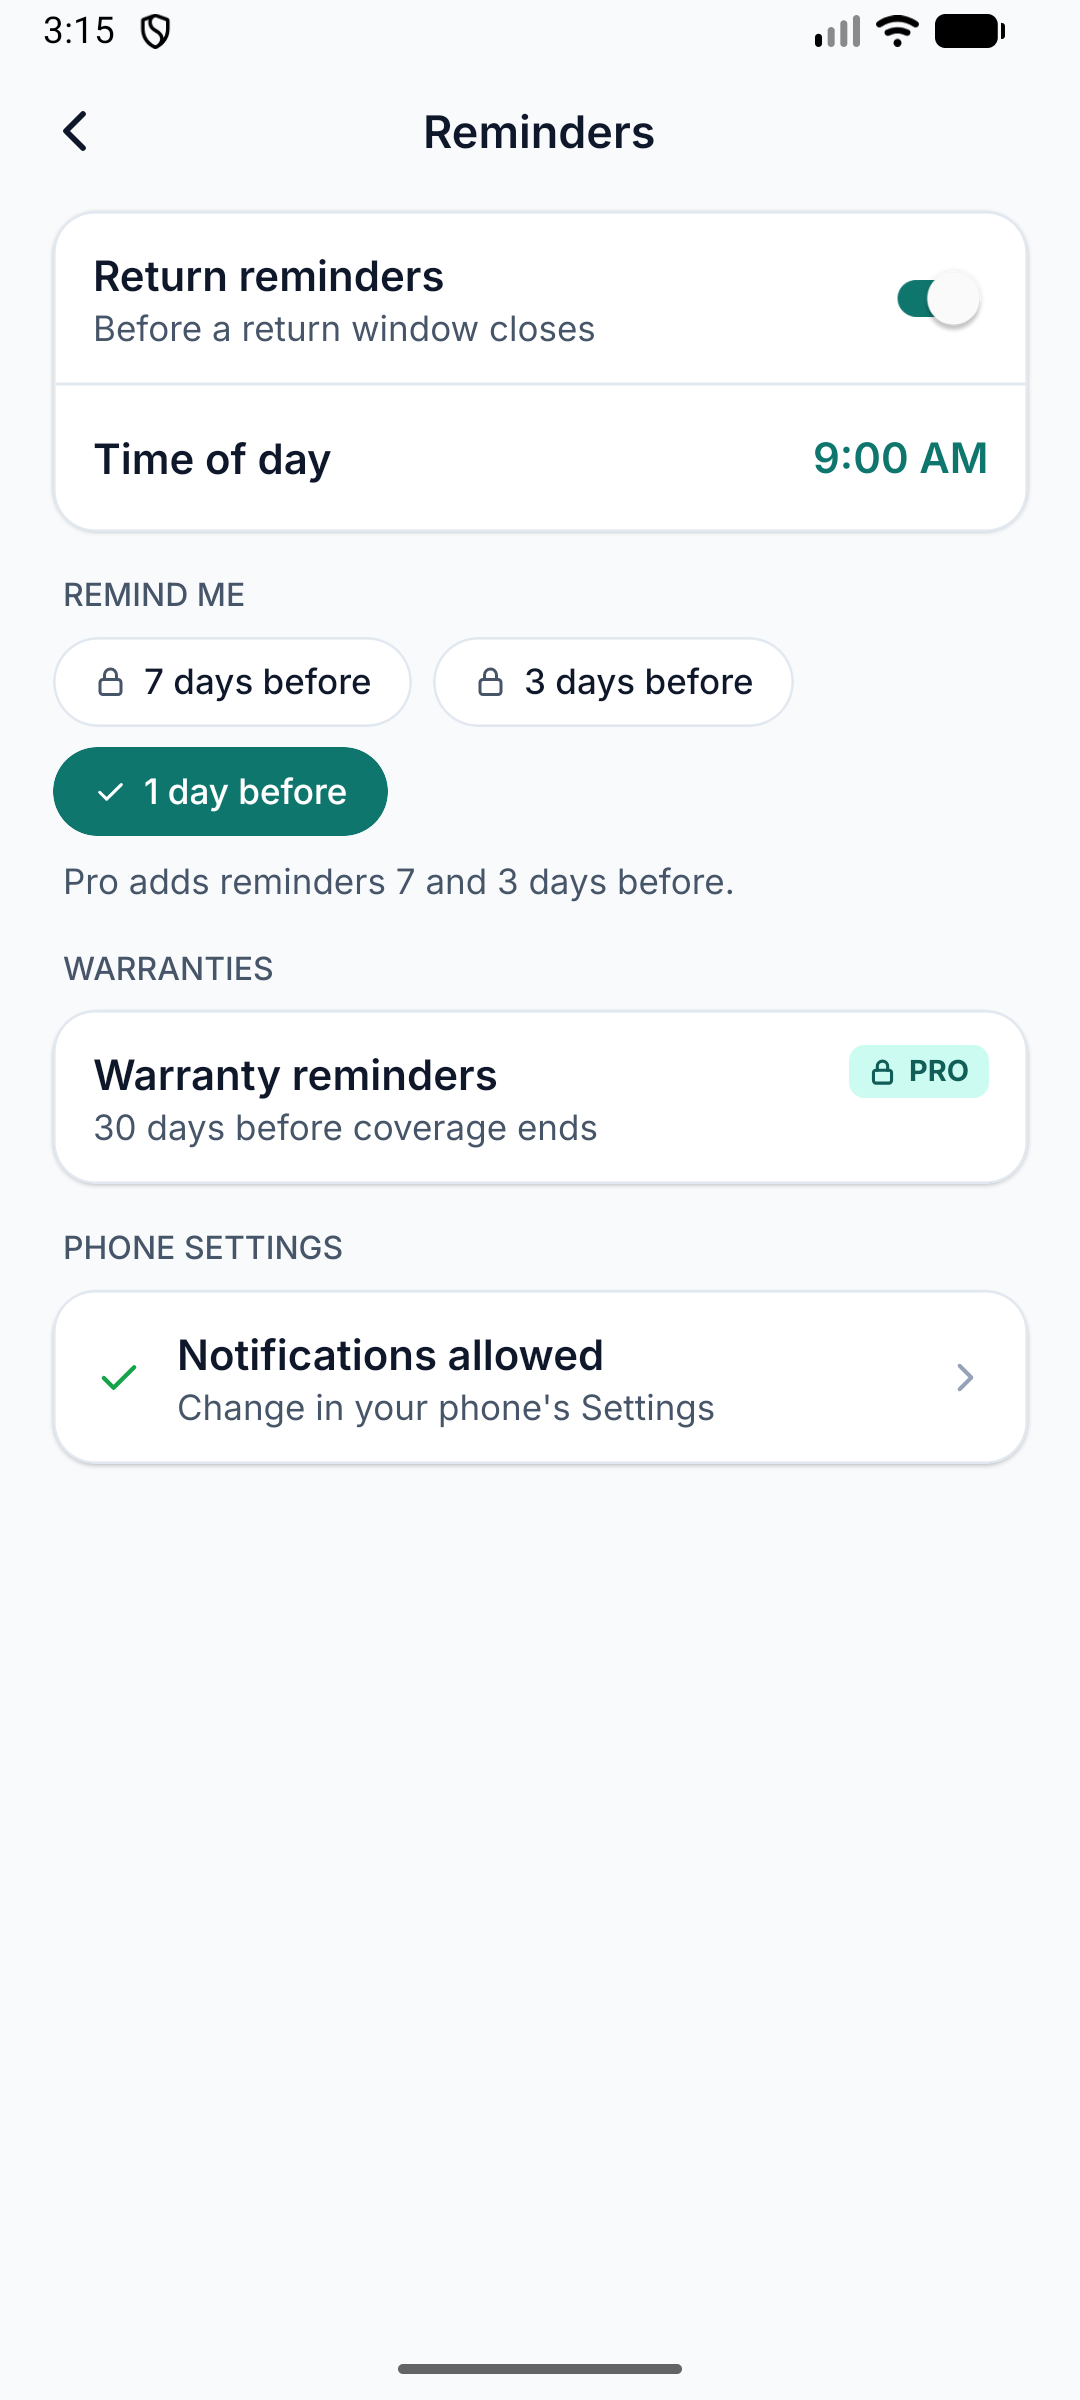 3:15
Reminders
Return reminders
Before a return window closes
Time of day
9:00 AM
REMIND ME
7 days before
3 days before
1 day before
Pro adds reminders 7 and 3 days before.
WARRANTIES
Warranty reminders
PRO
30 days before coverage ends
PHONE SETTINGS
Notifications allowed
Change in your phone's Settings